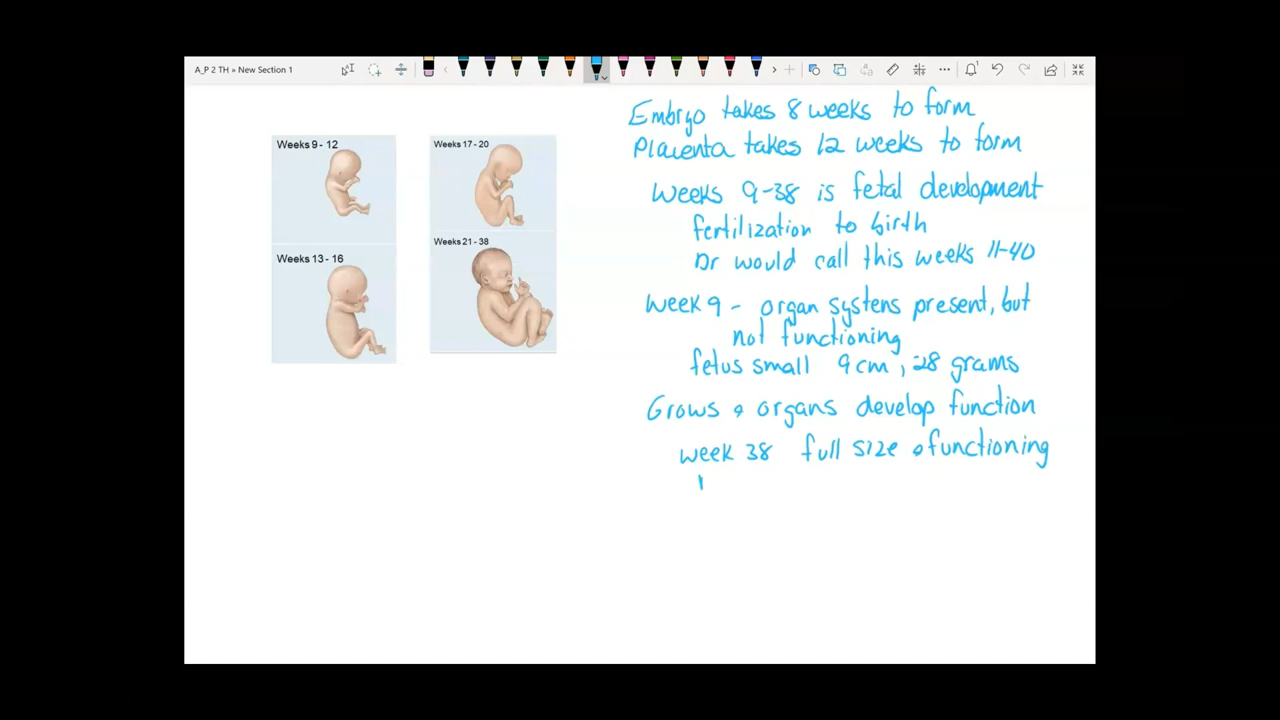 A_P 2 TH » New Section 1
Weeks 9 - 12
Weeks 13 - 16
Weeks 17 - 20
Weeks 21 - 38
Embryo takes 8 weeks to form
Placenta takes 12 weeks to form
Weeks 9-38 is fetal development
fertilization to birth
Dr would call this weeks 11-40
Week 9 - organ systens present, but
not functioning
fetus small 9cm, 28 grams
Grows & organs develop function
week 38 full size & functioning